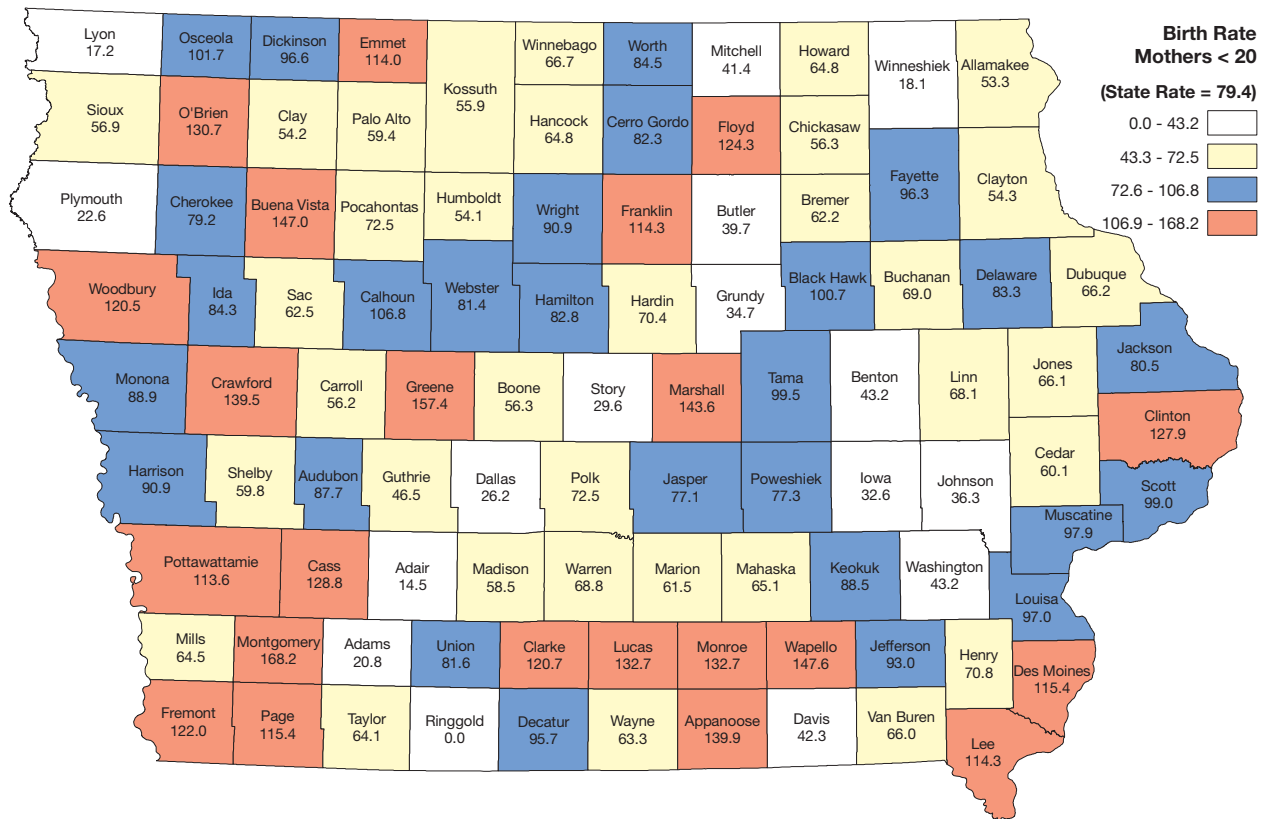 Birth Rate
Mothers < 20
(State Rate = 79.4)
0.0 - 43.2
43.3 - 72.5
72.6 - 106.8
106.9 - 168.2
Lyon
17.2
Osceola
101.7
Dickinson
96.6
Emmet
114.0
Kossuth
55.9
Winnebago
66.7
Worth
84.5
Mitchell
41.4
Howard
64.8
Winneshiek
18.1
Allamakee
53.3
Sioux
56.9
O'Brien
130.7
Clay
54.2
Palo Alto
59.4
Hancock
64.8
Cerro Gordo
82.3
Floyd
124.3
Chickasaw
56.3
Fayette
96.3
Clayton
54.3
Plymouth
22.6
Cherokee
79.2
Buena Vista
147.0
Pocahontas
72.5
Humboldt
54.1
Wright
90.9
Franklin
114.3
Butler
39.7
Bremer
62.2
Woodbury
120.5
Ida
84.3
Sac
62.5
Calhoun
106.8
Webster
81.4
Hamilton
82.8
Hardin
70.4
Grundy
34.7
Black Hawk
100.7
Buchanan
69.0
Delaware
83.3
Dubuque
66.2
Monona
88.9
Crawford
139.5
Carroll
56.2
Greene
157.4
Boone
56.3
Story
29.6
Marshall
143.6
Tama
99.5
Benton
43.2
Linn
68.1
Jones
66.1
Jackson
80.5
Clinton
127.9
Harrison
90.9
Shelby
59.8
Audubon
87.7
Guthrie
46.5
Dallas
26.2
Polk
72.5
Jasper
77.1
Poweshiek
77.3
Iowa
32.6
Johnson
36.3
Cedar
60.1
Scott
99.0
Muscatine
97.9
Pottawattamie
113.6
Cass
128.8
Adair
14.5
Madison
58.5
Warren
68.8
Marion
61.5
Mahaska
65.1
Keokuk
88.5
Washington
43.2
Louisa
97.0
Mills
64.5
Montgomery
168.2
Adams
20.8
Union
81.6
Clarke
120.7
Lucas
132.7
Monroe
132.7
Wapello
147.6
Jefferson
93.0
Henry
70.8
Des Moines
115.4
Fremont
122.0
Page
115.4
Taylor
64.1
Ringgold
0.0
Decatur
95.7
Wayne
63.3
Appanoose
139.9
Davis
42.3
Van Buren
66.0
Lee
114.3